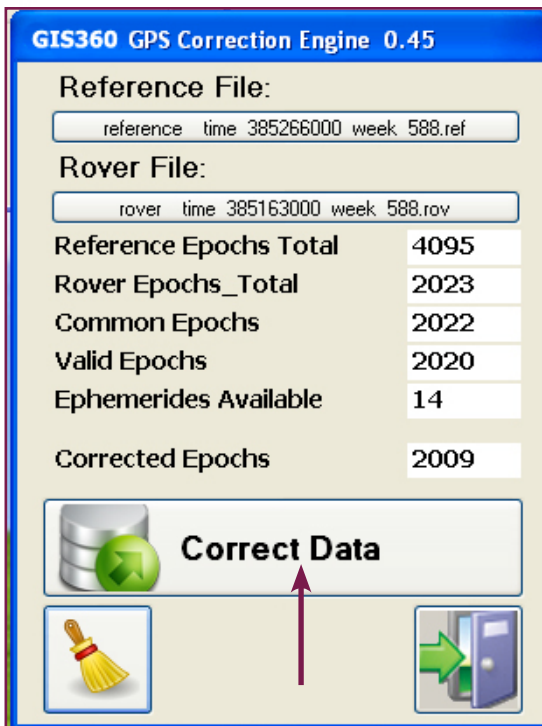 GIS360 GPS Correction Engine 0.45
Reference File:
reference time 385266000 week 588.ref
Rover File:
rover time 385163000 week 588.rov
Reference Epochs Total 4095
Rover Epochs_Total 2023
Common Epochs 2022
Valid Epochs 2020
Ephemerides Available 14
Corrected Epochs 2009
Correct Data